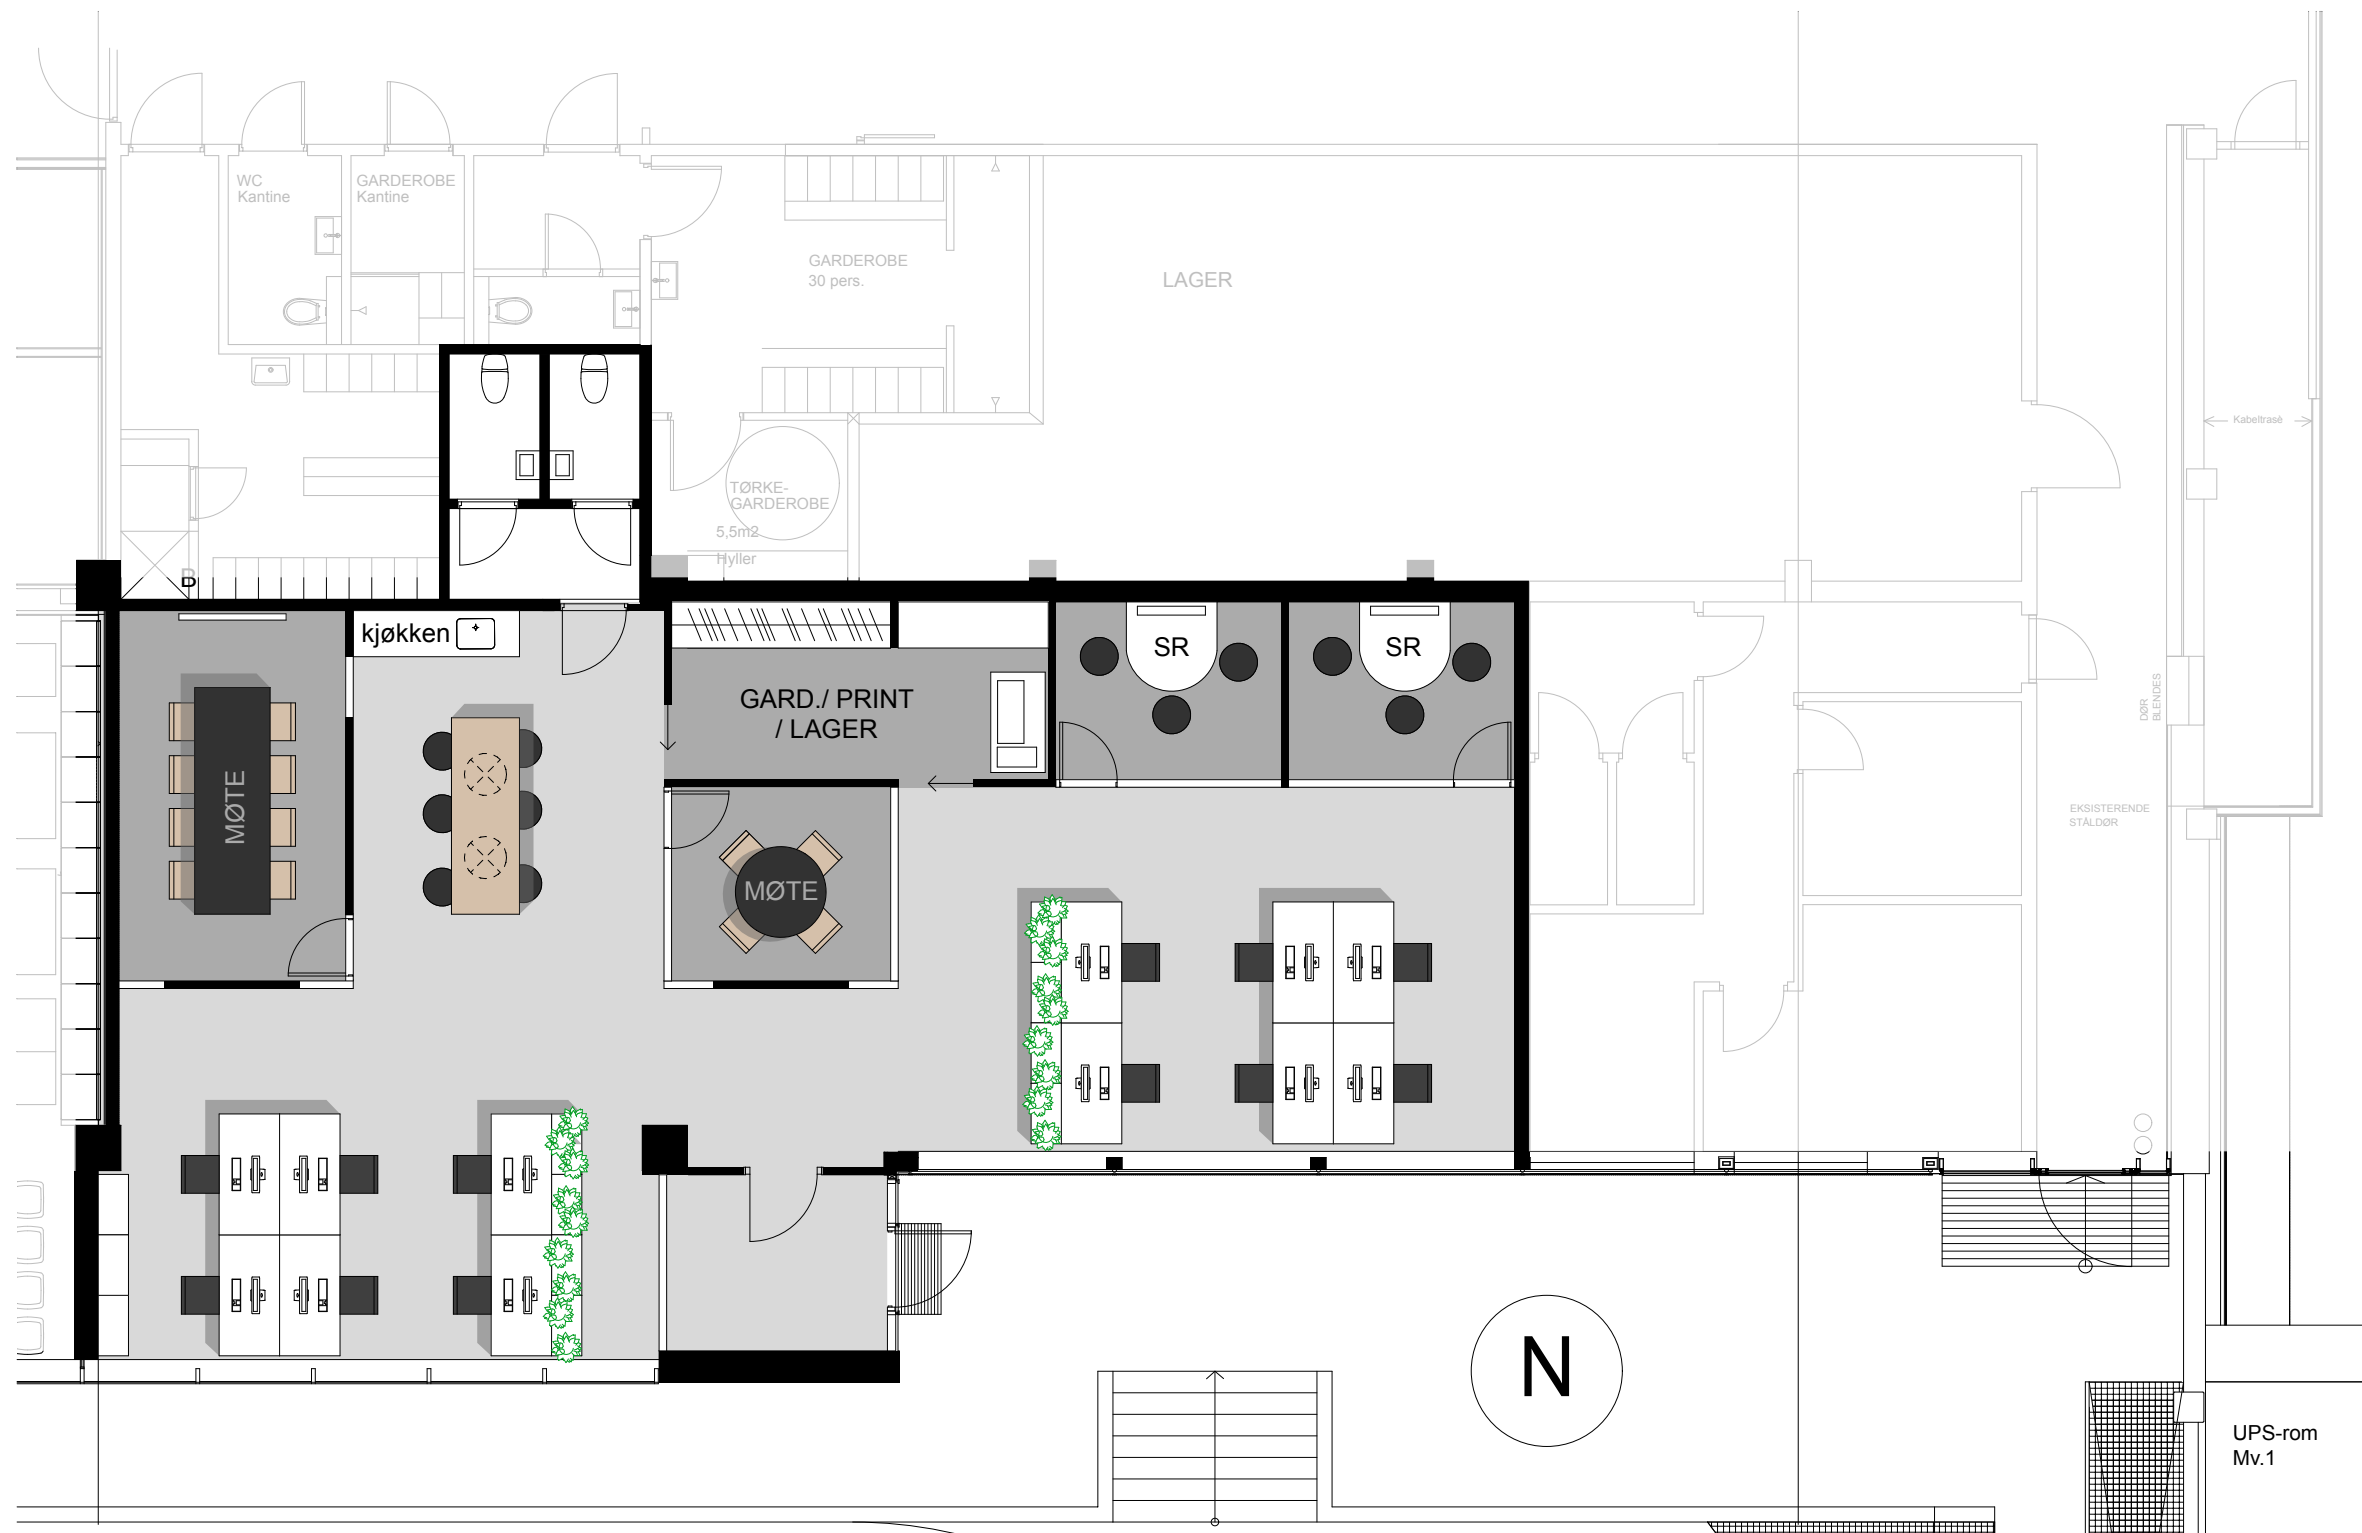 WC
Kantine
GARDEROBE
Kantine
GARDEROBE
30 pers.
LAGER
Kabeltrasè
TØRKE-
GARDEROBE
5,5m2
Hyller
B
kjøkken
SR
SR
GARD./ PRINT
/ LAGER
DØR
BLENDES
MØTE
MØTE
EKSISTERENDE
STÅLDØR
N
UPS-rom
Mv.1